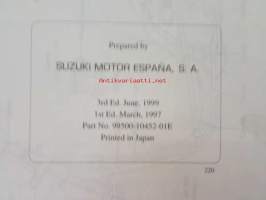 Prepared by
SUZUKI MOTOR ESPAÑA, S. A.
Antikvariaatti.net
3rd Ed. June, 1999
1st Ed. March, 1997
Part No. 99500-10452-01E
Printed in Japan
220